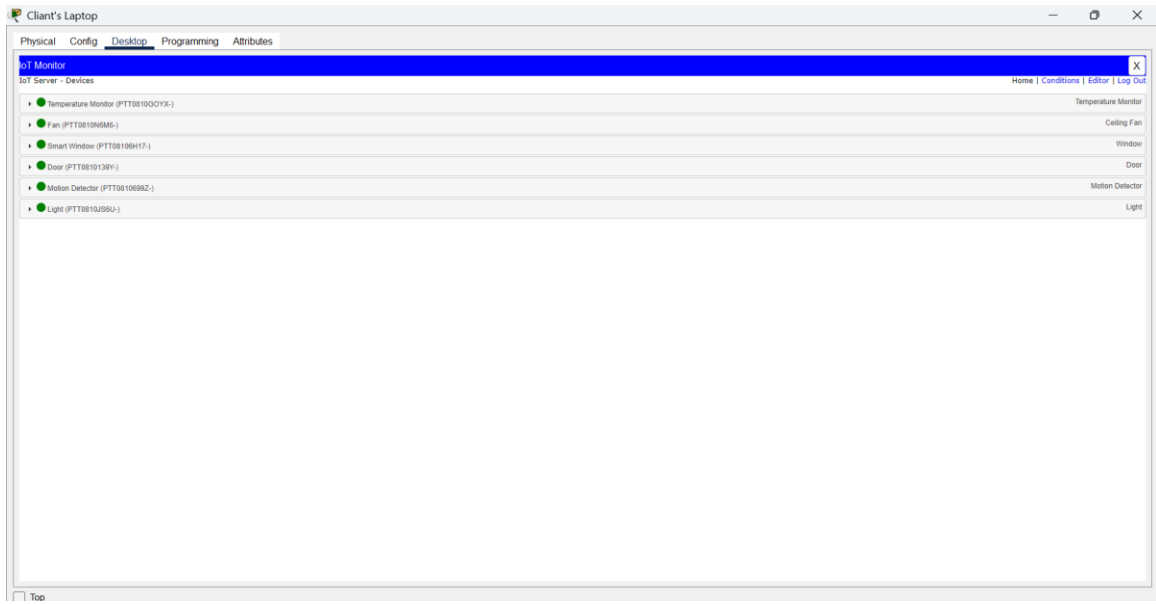 Cliant's Laptop
Physical Config Desktop Programming Attributes
IoT Monitor X
IoT Server - Devices Home | Conditions | Editor | Log Out
Temperature Monitor (PTT0810GOYX-) Temperature Monitor
Fan (PTT0810N6M6-) Ceiling Fan
Smart Window (PTT08106H17-) Window
Door (PTT0810139Y-) Door
Motion Detector (PTT0810699Z-) Motion Detector
Light (PTT0810JS6U-) Light
Top